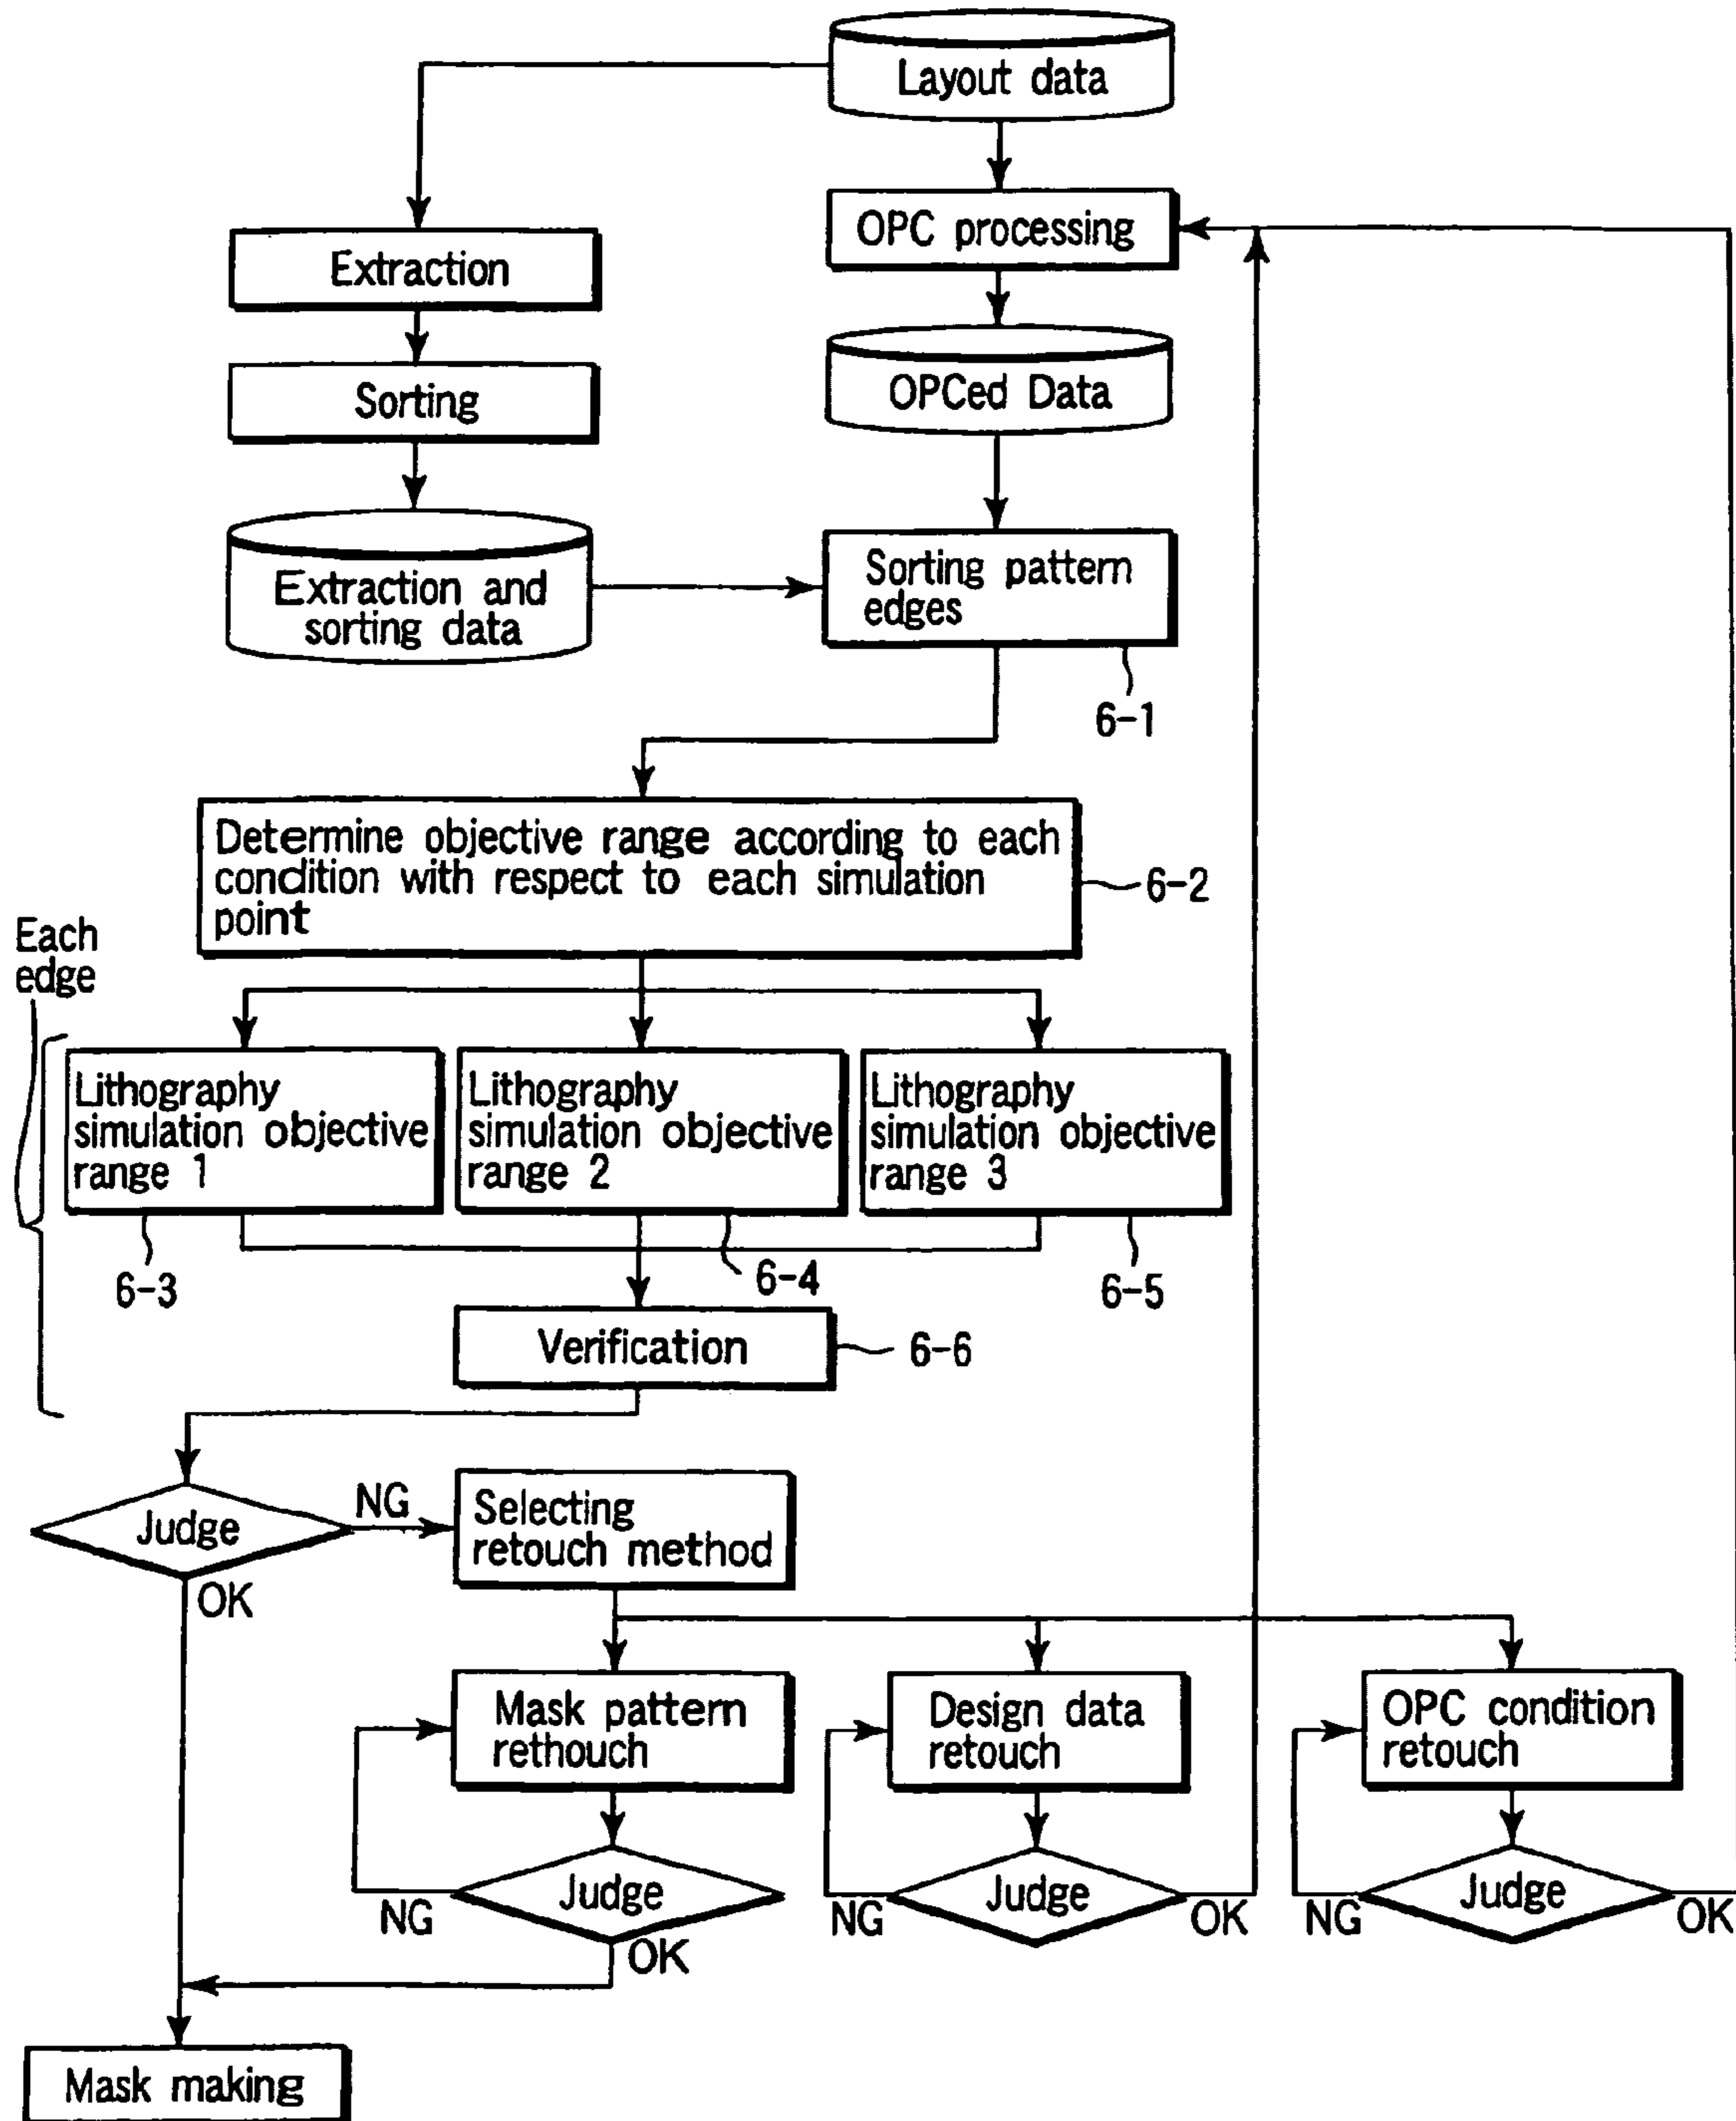 Layout data
OPC processing
Extraction
OPCed Data
Sorting
Extraction and
sorting data
Sorting pattern
edges
6-1
Determine objective range according to each
condition with respect to each simulation
point
6-2
Each
edge
Lithography
simulation objective
range 1
Lithography
simulation objective
range 2
Lithography
simulation objective
range 3
6-3
6-4
6-5
Verification
6-6
Judge
NG
OK
Selecting
retouch method
Mask pattern
rethouch
Design data
retouch
OPC condition
retouch
Judge
NG
OK
Judge
NG
OK
Judge
NG
OK
Mask making